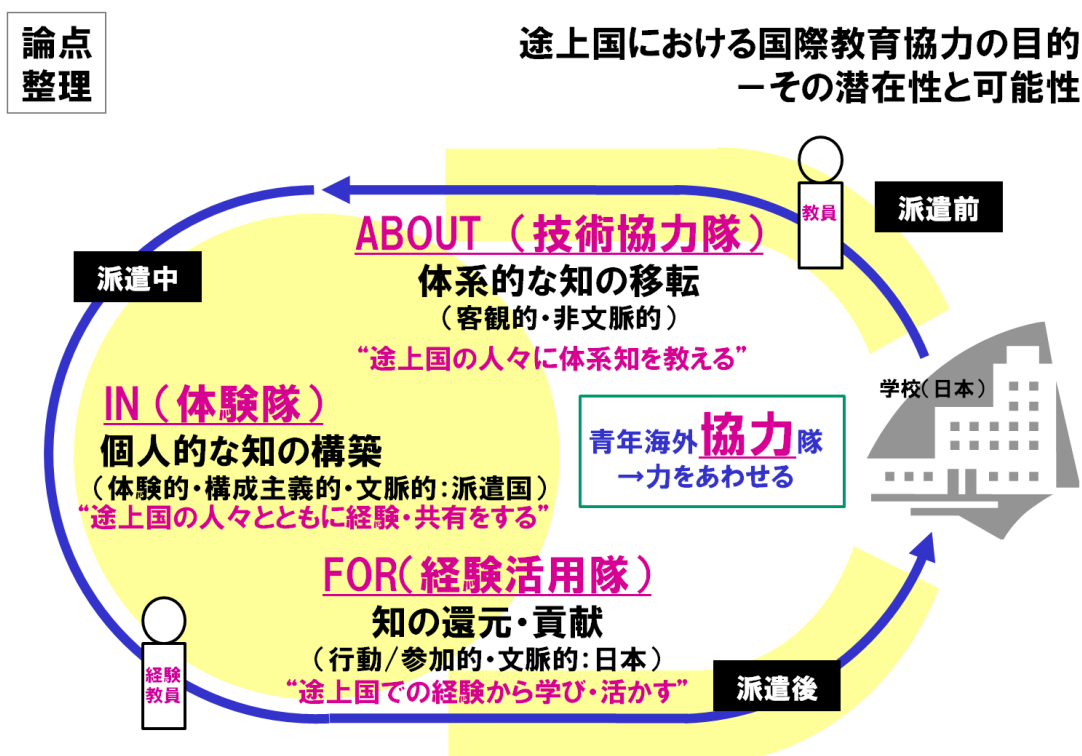 論点
整理
途上国における国際教育協力の目的
－その潜在性と可能性
教員
派遣前
派遣中
ABOUT（技術協力隊）
体系的な知の移転
（客観的・非文脈的）
“途上国の人々に体系知を教える”
学校（日本）
IN（体験隊）
個人的な知の構築
（体験的・構成主義的・文脈的：派遣国）
“途上国の人々とともに経験・共有をする”
青年海外協力隊
→力をあわせる
FOR（経験活用隊）
知の還元・貢献
（行動/参加的・文脈的：日本）
“途上国での経験から学び・活かす”
経験
教員
派遣後